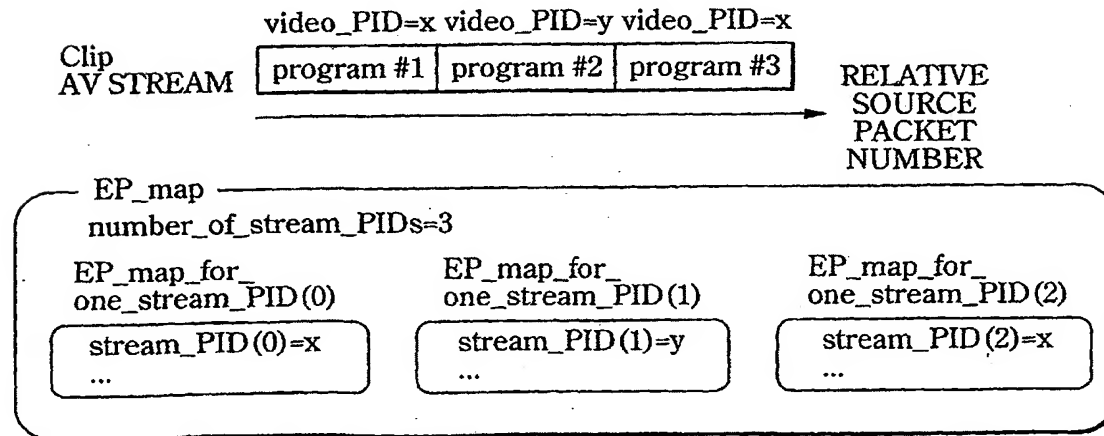 video_PID=x video_PID=y video_PID=x
Clip
AV STREAM
program #1 program #2 program #3
RELATIVE
SOURCE
PACKET
NUMBER
EP_map
number_of_stream_PIDs=3
EP_map_for_
one_stream_PID(0)
stream_PID(0)=x
...
EP_map_for_
one_stream_PID(1)
stream_PID(1)=y
...
EP_map_for_
one_stream_PID(2)
stream_PID(2)=x
...